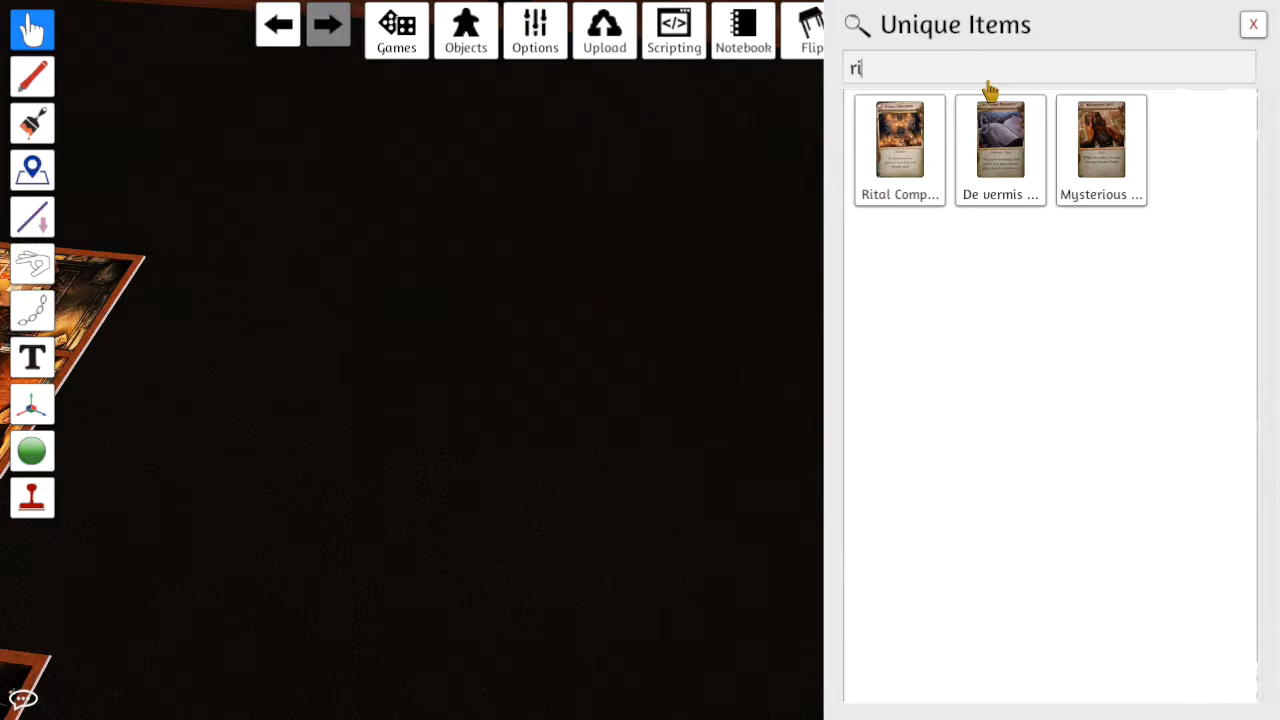 Unique Items
X
ri
Games
Objects
Options
Upload
Scripting
Notebook
Flip
Rital Comp...
De vermis ...
Mysterious ...
T